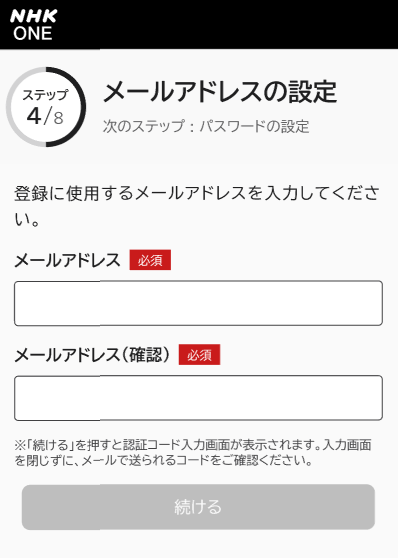 NHK
ONE
ステップ
4/8
メールアドレスの設定
次のステップ：パスワードの設定
登録に使用するメールアドレスを入力してくださ
い。
メールアドレス 必須
メールアドレス（確認） 必須
※「続ける」を押すと認証コード入力画面が表示されます。入力画面
を閉じずに、メールで送られるコードをご確認ください。
続ける